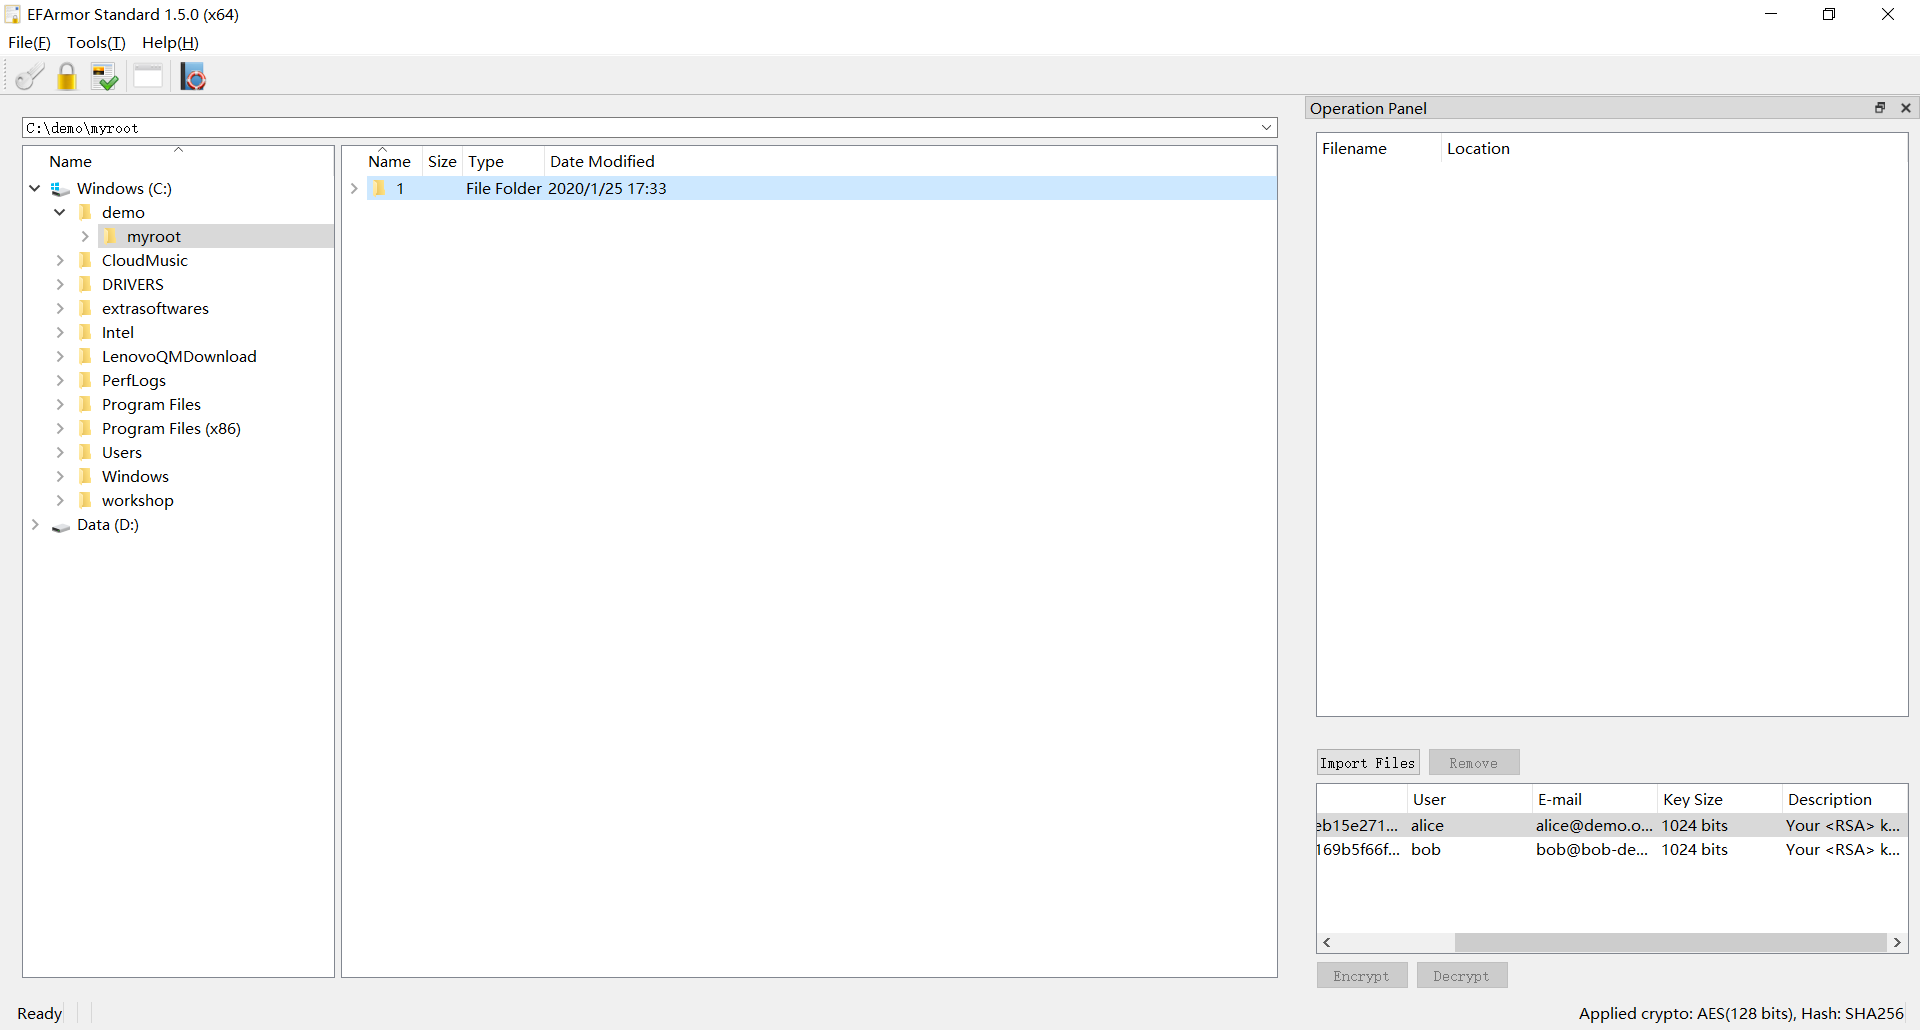 EFArmor Standard 1.5.0 (x64)
File(F) Tools(T) Help(H)
Operation Panel
C:\demo\myroot
Name
Windows (C:)
demo
myroot
CloudMusic
DRIVERS
extrasoftwares
Intel
LenovoQMDownload
PerfLogs
Program Files
Program Files (x86)
Users
Windows
workshop
Data (D:)
Name Size Type Date Modified
1 File Folder 2020/1/25 17:33
Filename Location
Import Files Remove
User E-mail Key Size Description
eb15e271... alice alice@demo.o... 1024 bits Your <RSA> k...
169b5f66f... bob bob@bob-de... 1024 bits Your <RSA> k...
Encrypt Decrypt
Ready
Applied crypto: AES(128 bits), Hash: SHA256